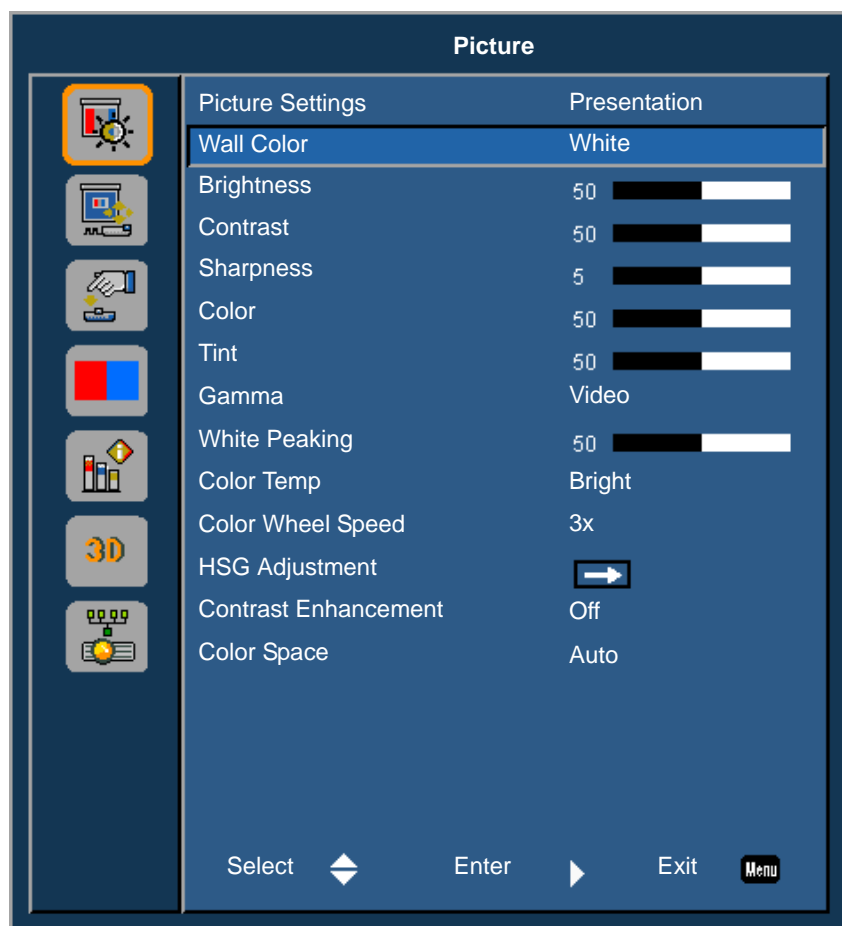 Picture
Picture Settings Presentation
Wall Color White
Brightness 50
Contrast 50
Sharpness 5
Color 50
Tint 50
Gamma Video
White Peaking 50
Color Temp Bright
Color Wheel Speed 3x
HSG Adjustment
Contrast Enhancement Off
Color Space Auto
3D
Select Enter Exit Menu